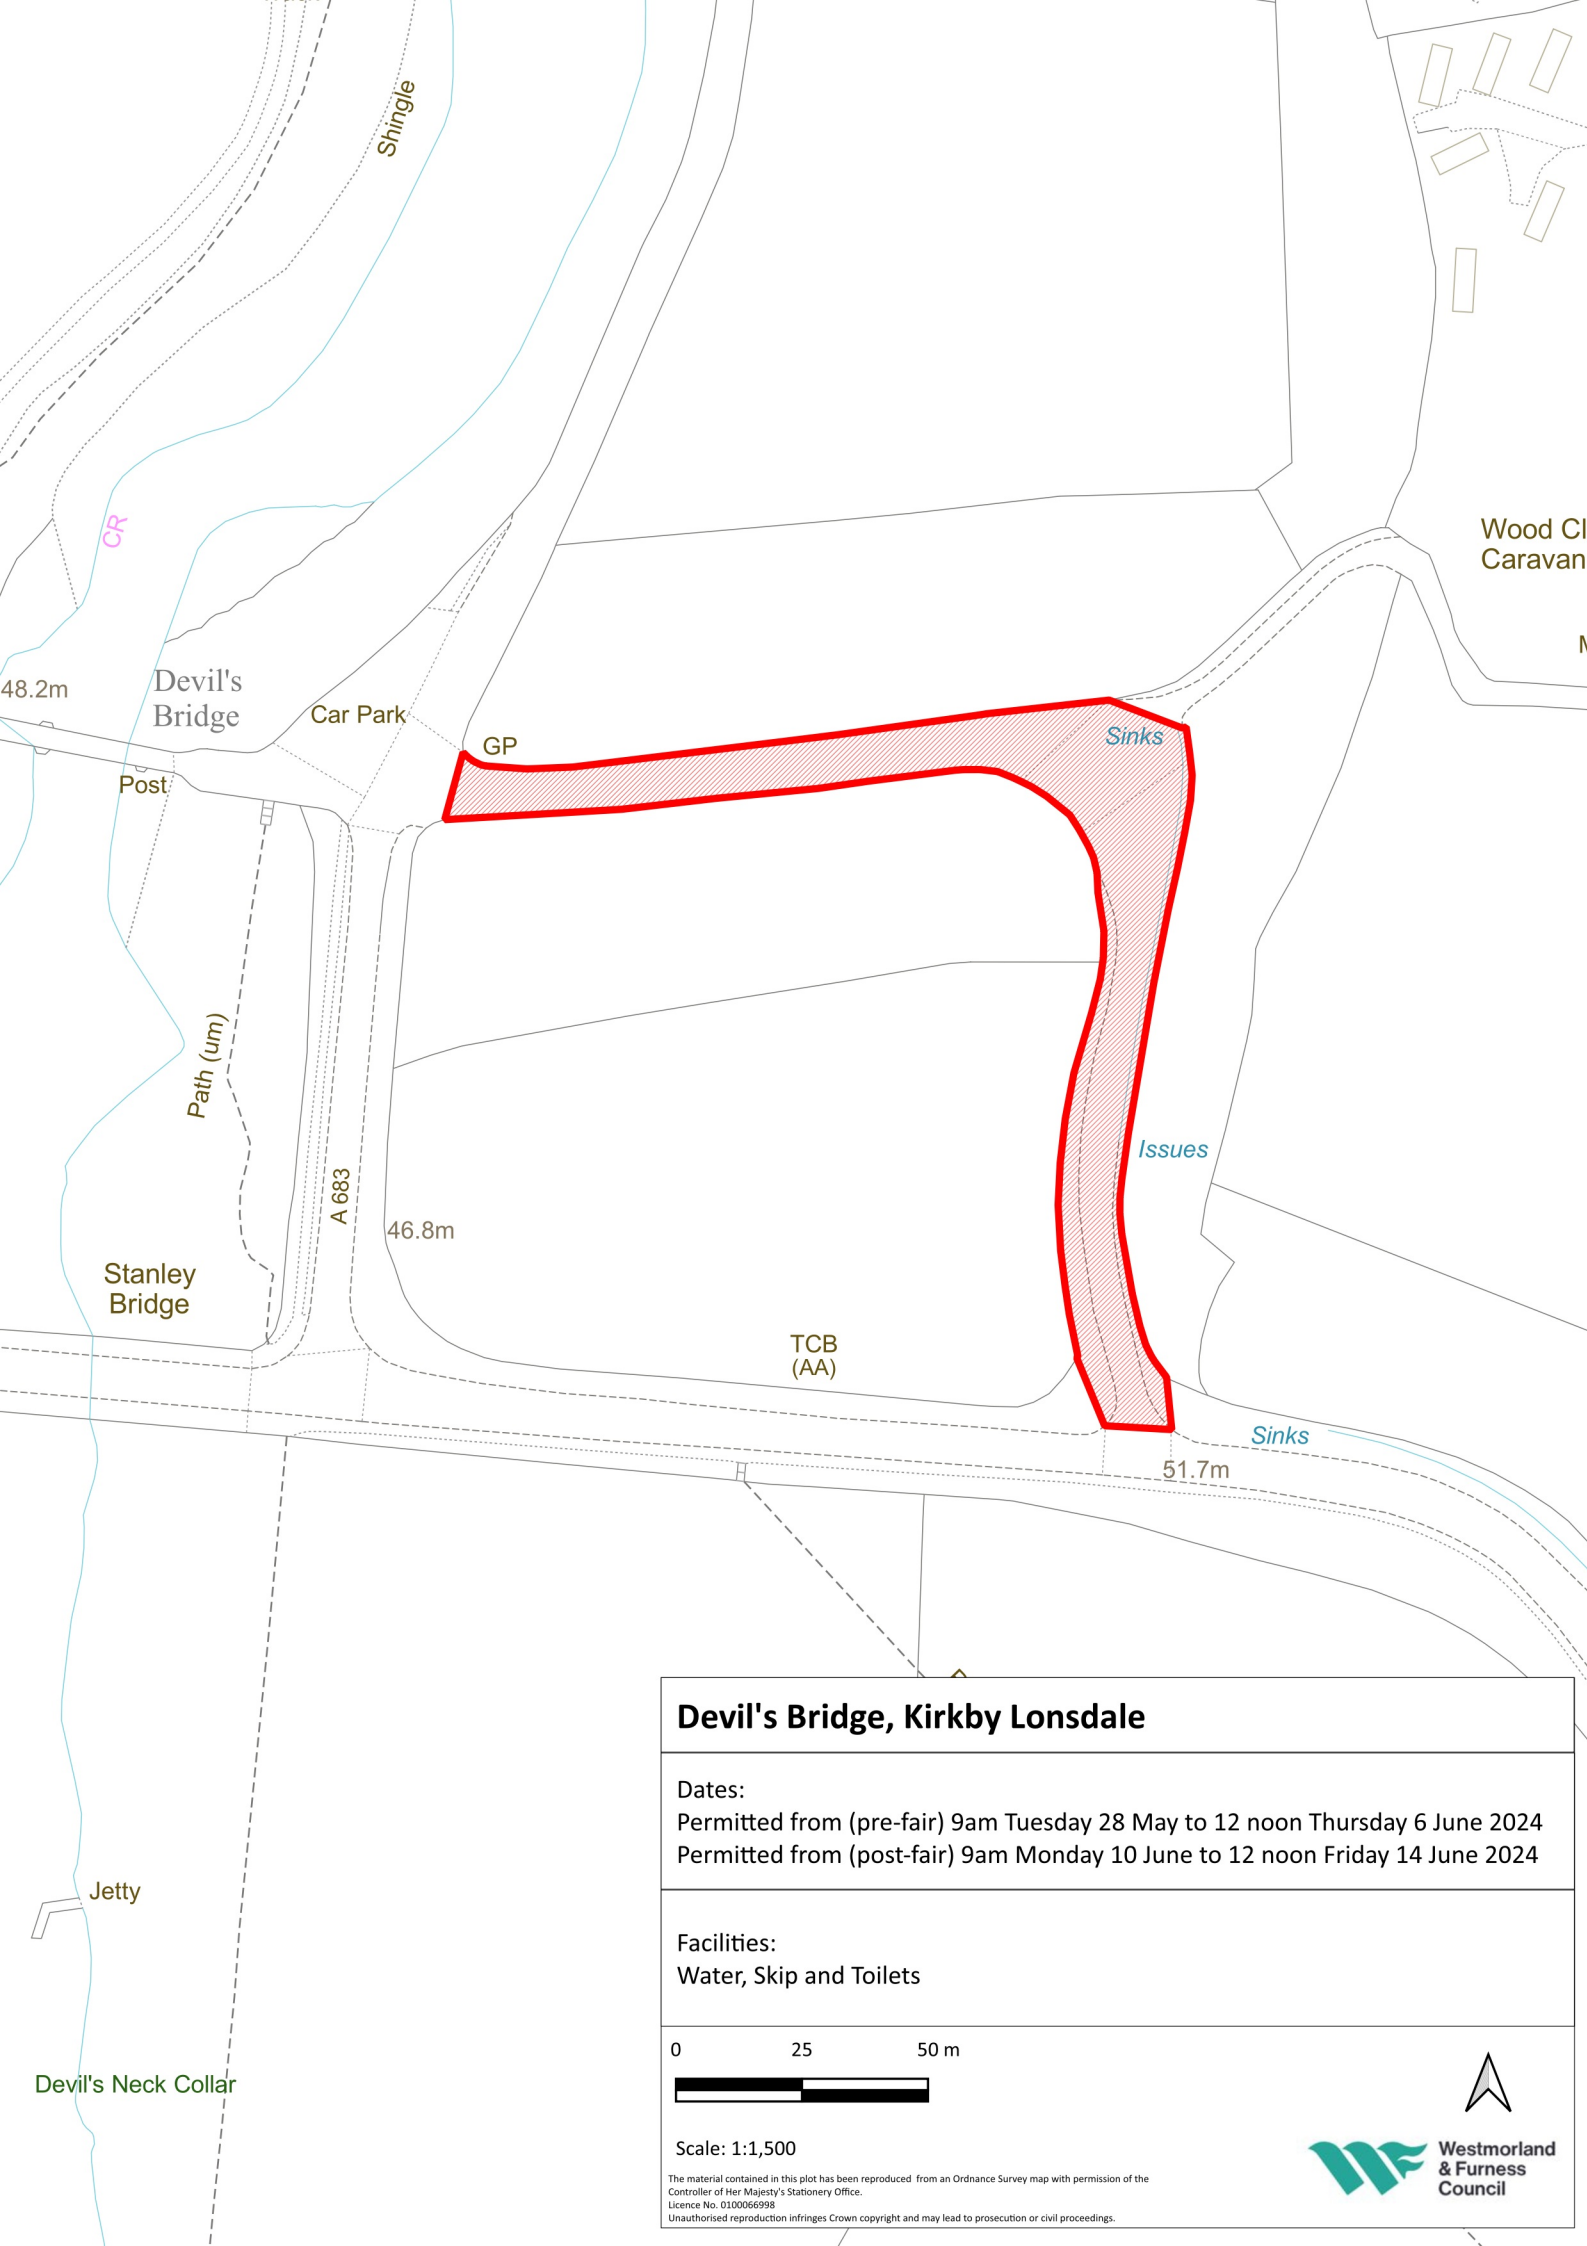 Shingle
CR
Wood Cl
Caravan
48.2m
Devil's
Bridge
Car Park
GP
Sinks
Post
Path (um)
A 683
46.8m
Issues
Stanley
Bridge
TCB
(AA)
Sinks
51.7m
Jetty
Devil's Neck Collar
Devil's Bridge, Kirkby Lonsdale
Dates:
Permitted from (pre-fair) 9am Tuesday 28 May to 12 noon Thursday 6 June 2024
Permitted from (post-fair) 9am Monday 10 June to 12 noon Friday 14 June 2024
Facilities:
Water, Skip and Toilets
0 25 50 m
Scale: 1:1,500
The material contained in this plot has been reproduced from an Ordnance Survey map with permission of the
Controller of Her Majesty's Stationery Office.
Licence No. 0100066998
Unauthorised reproduction infringes Crown copyright and may lead to prosecution or civil proceedings.
Westmorland
& Furness
Council